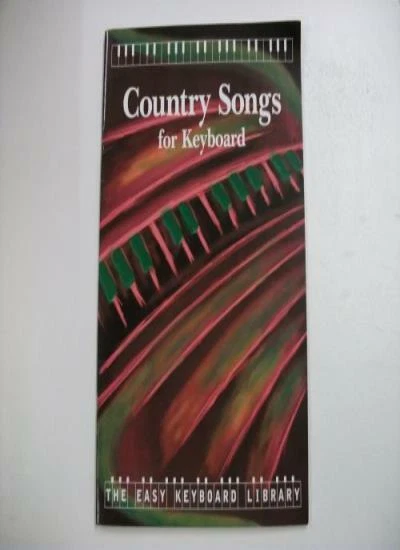 Country Songs
for Keyboard
THE EASY KEYBOARD LIBRARY